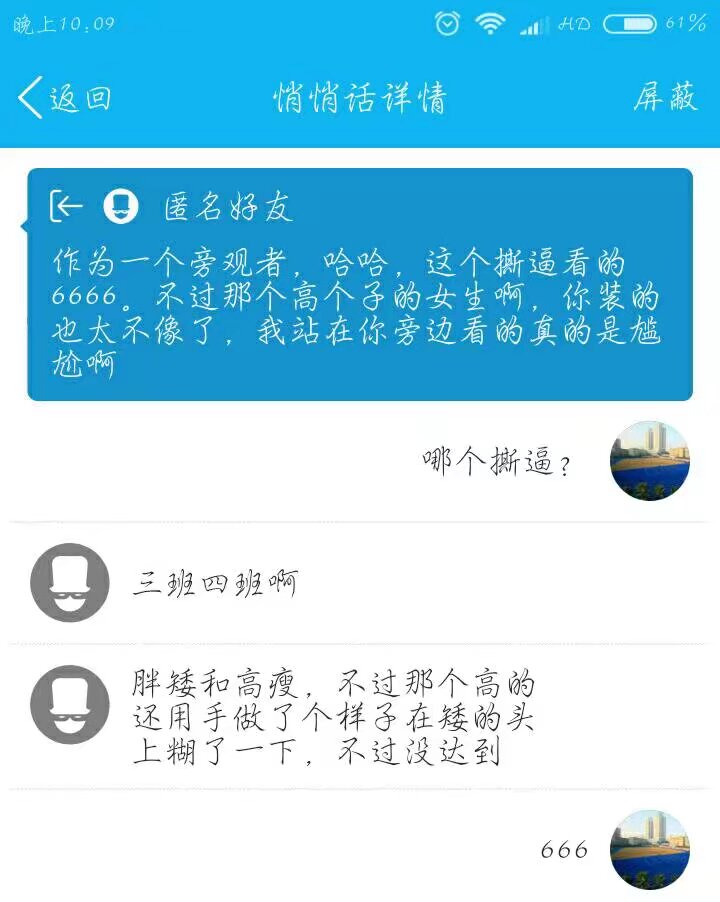 晚上10:09 HD 61%
返回 悄悄话详情 屏蔽
匿名好友
作为一个旁观者，哈哈，这个撕逼看的
6666。不过那个高个子的女生啊，你装的
也太不像了，我站在你旁边看的真的是尴
尬啊
哪个撕逼？
三班四班啊
胖矮和高瘦，不过那个高的
还用手做了个样子在矮的头
上糊了一下，不过没达到
666